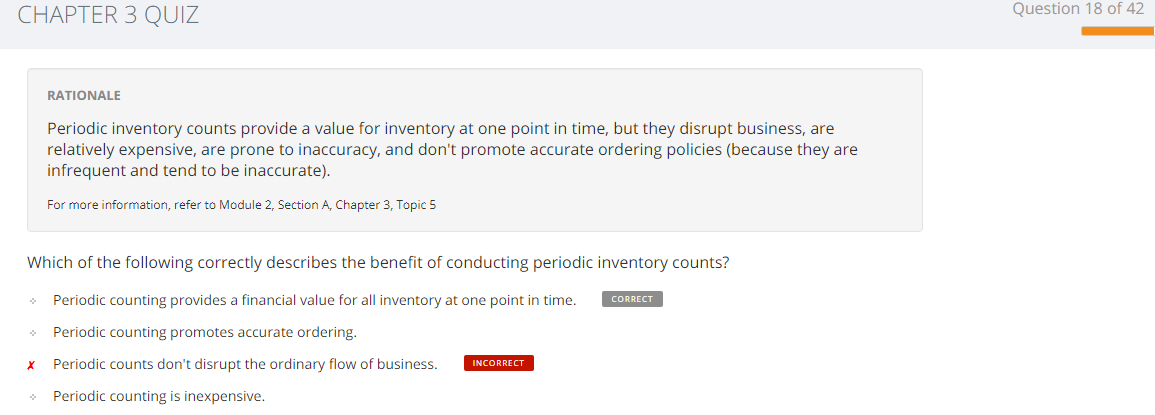 CHAPTER 3 QUIZ
Question 18 of 42
RATIONALE
Periodic inventory counts provide a value for inventory at one point in time, but they disrupt business, are
relatively expensive, are prone to inaccuracy, and don't promote accurate ordering policies (because they are
infrequent and tend to be inaccurate).
For more information, refer to Module 2, Section A, Chapter 3, Topic 5
Which of the following correctly describes the benefit of conducting periodic inventory counts?
Periodic counting provides a financial value for all inventory at one point in time. CORRECT
Periodic counting promotes accurate ordering.
✗ Periodic counts don't disrupt the ordinary flow of business. INCORRECT
Periodic counting is inexpensive.